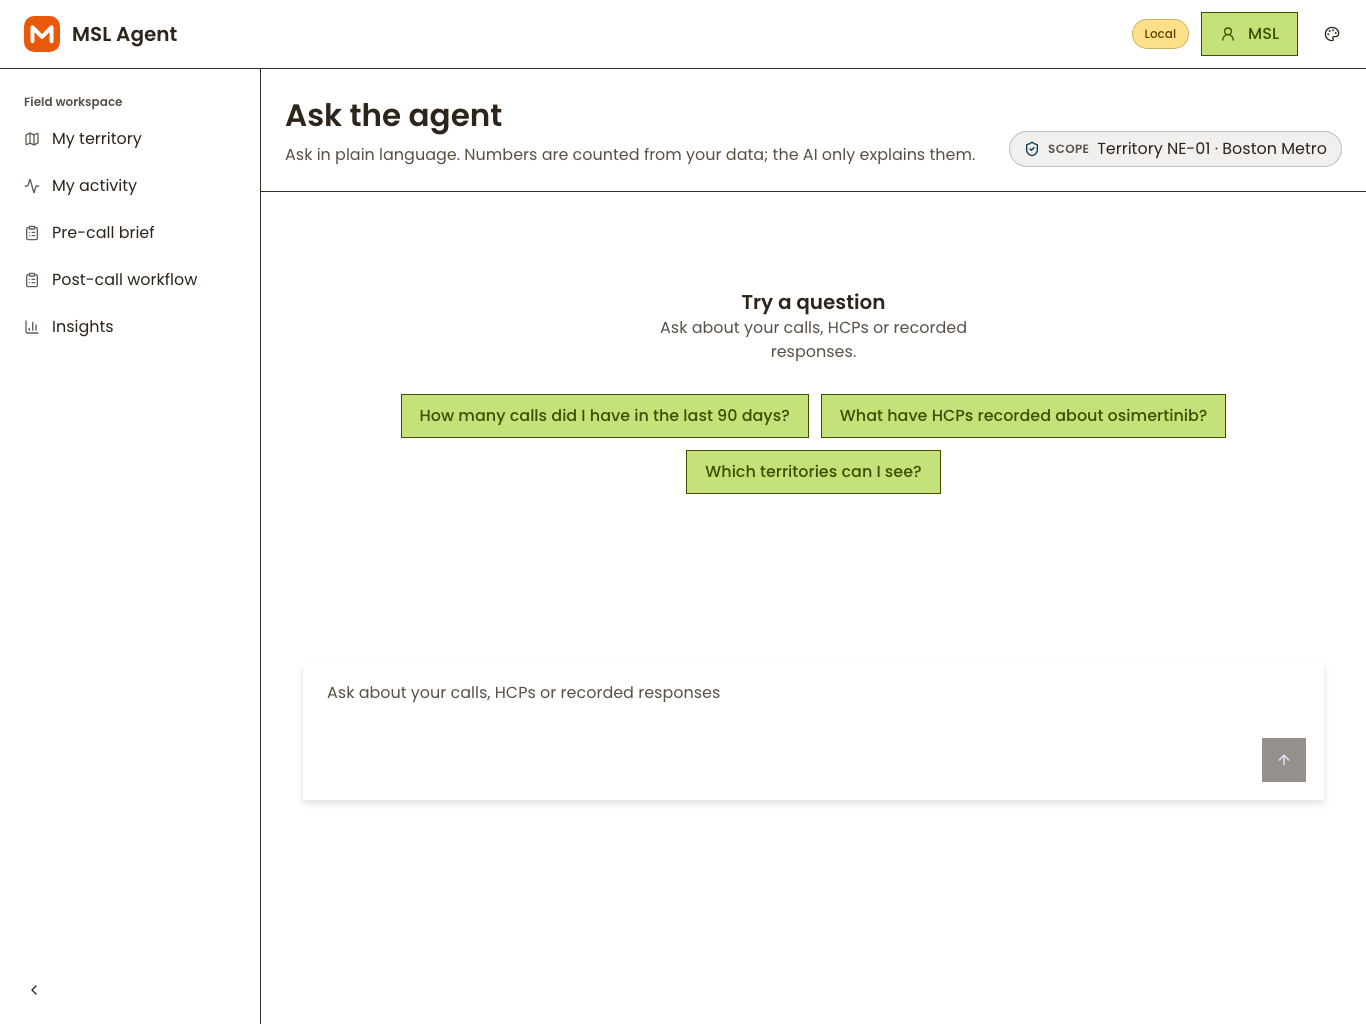 MSL Agent
Local
MSL
Field workspace
My territory
My activity
Pre-call brief
Post-call workflow
Insights
Ask the agent
Ask in plain language. Numbers are counted from your data; the AI only explains them.
SCOPE Territory NE-01 · Boston Metro
Try a question
Ask about your calls, HCPs or recorded
responses.
How many calls did I have in the last 90 days?
What have HCPs recorded about osimertinib?
Which territories can I see?
Ask about your calls, HCPs or recorded responses